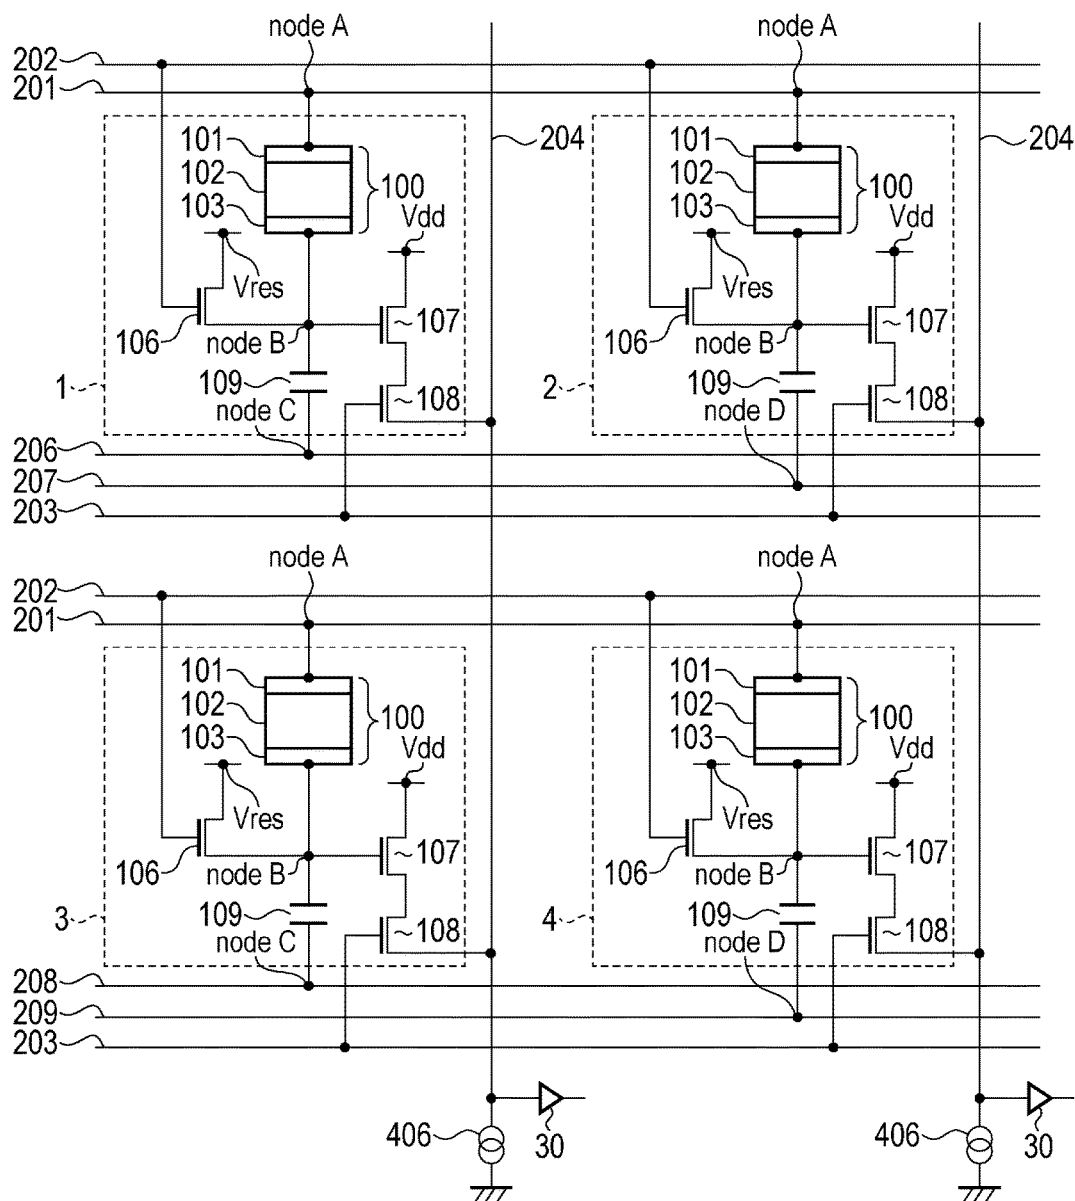 node A node A
202
201
204 204
101 101
102 100 102 100
103 Vdd 103 Vdd
Vres Vres
107 107
106 node B 106 node B
1 109 108 2 109 108
node C node D
206
207
203
node A node A
202
201
101 101
102 100 102 100
103 Vdd 103 Vdd
Vres Vres
107 107
106 node B 106 node B
3 109 108 4 109 108
node C node D
208
209
203
406 30 406 30